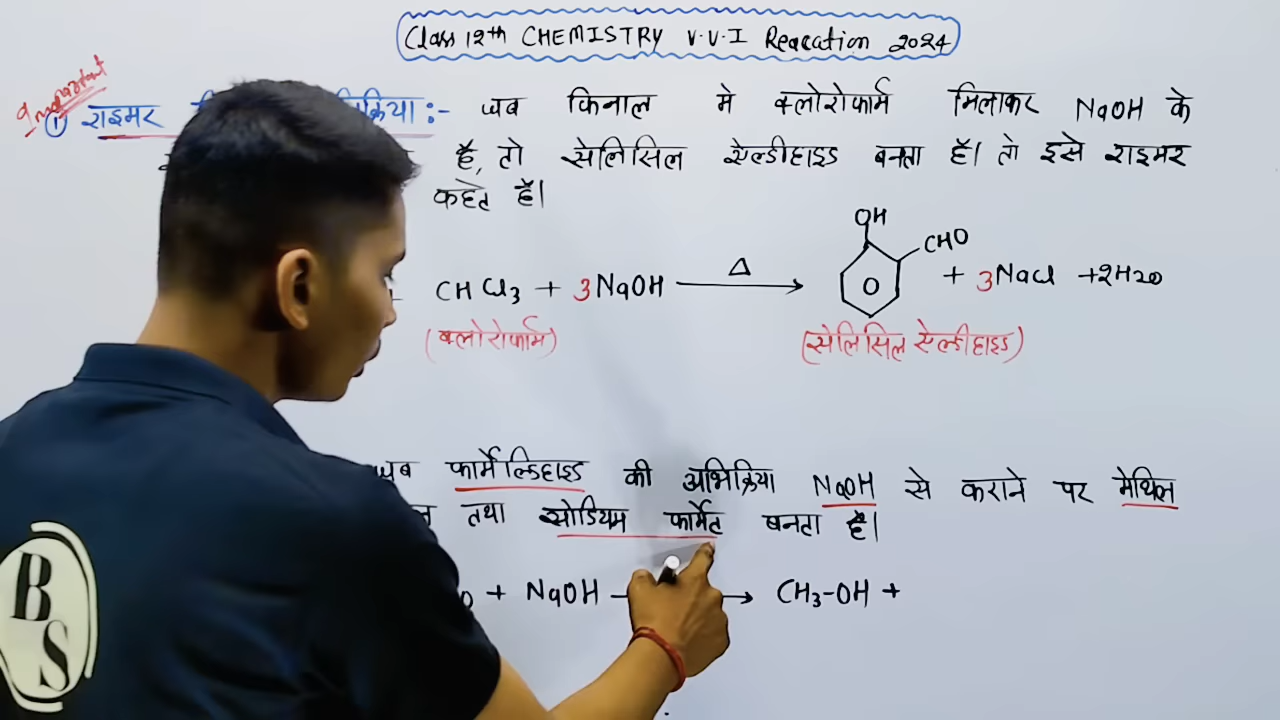 Class 12th CHEMISTRY V.V.I Reacation 2024
Important
① राइमर क्रिया :- जब किनाल मे क्लोरोफार्म मिलाकर NaOH के
है, तो सेलिसिल ऐल्डीहाइड बनता है। तो इसे राइमर
कहते है।
CHCl3 + 3NaOH Δ OH CHO + 3NaCl +2H2O
(क्लोरोफार्म) (सेलिसिल ऐल्डीहाइड)
जब फार्मेल्डिहाइड की अभिक्रिया NaOH से कराने पर मेथिल
तथा सोडियम फार्मेट बनता है।
+ NaOH → CH3-OH +
BS